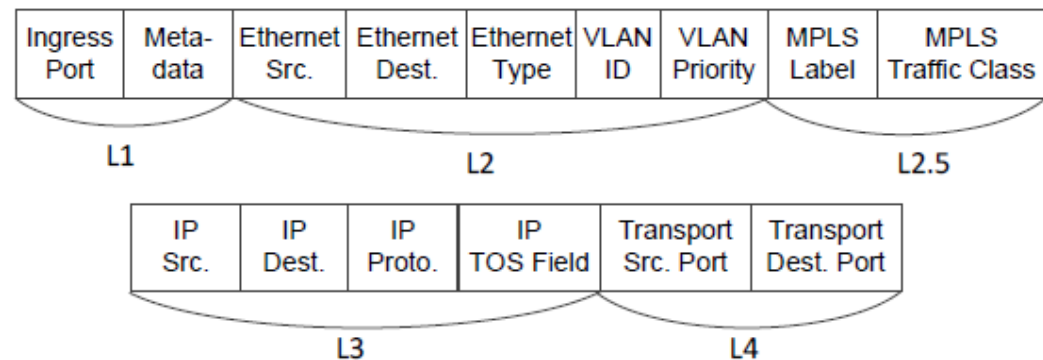 Ingress Port
Meta-data
Ethernet Src.
Ethernet Dest.
Ethernet Type
VLAN ID
VLAN Priority
MPLS Label
MPLS Traffic Class
L1
L2
L2.5
IP Src.
IP Dest.
IP Proto.
IP TOS Field
Transport Src. Port
Transport Dest. Port
L3
L4